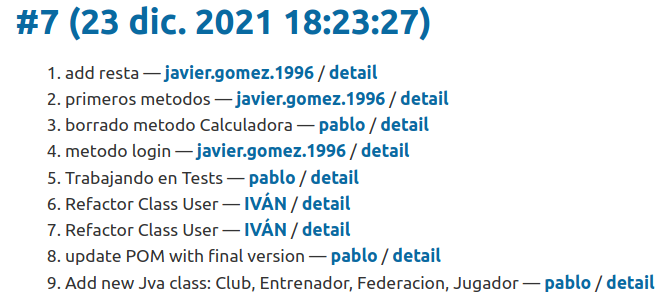 #7 (23 dic. 2021 18:23:27)
1. add resta — javier.gomez.1996 / detail
2. primeros metodos — javier.gomez.1996 / detail
3. borrado metodo Calculadora — pablo / detail
4. metodo login — javier.gomez.1996 / detail
5. Trabajando en Tests — pablo / detail
6. Refactor Class User — IVÁN / detail
7. Refactor Class User — IVÁN / detail
8. update POM with final version — pablo / detail
9. Add new Jva class: Club, Entrenador, Federacion, Jugador — pablo / detail